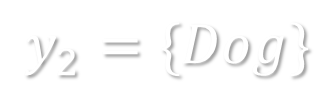 y₂ = {Dog}